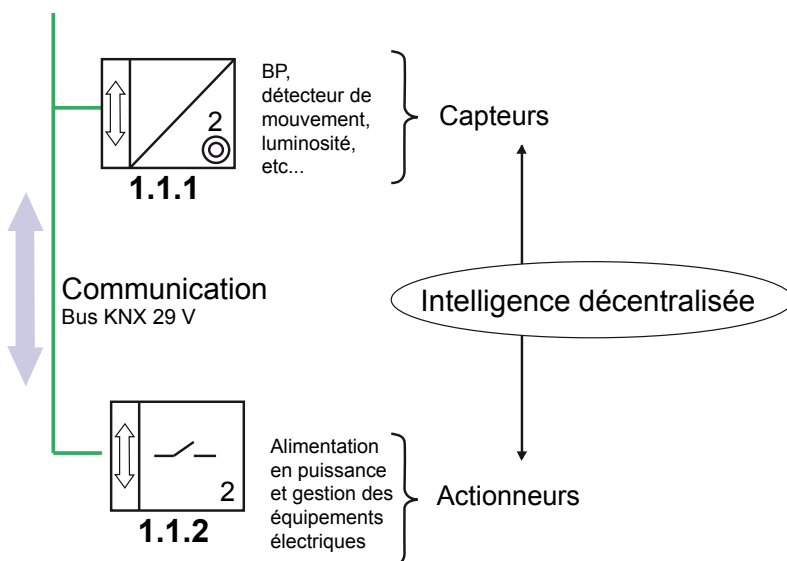 2
1.1.1
BP,
détecteur de
mouvement,
luminosité,
etc...
Capteurs
Communication
Bus KNX 29 V
Intelligence décentralisée
2
1.1.2
Alimentation
en puissance
et gestion des
équipements
électriques
Actionneurs